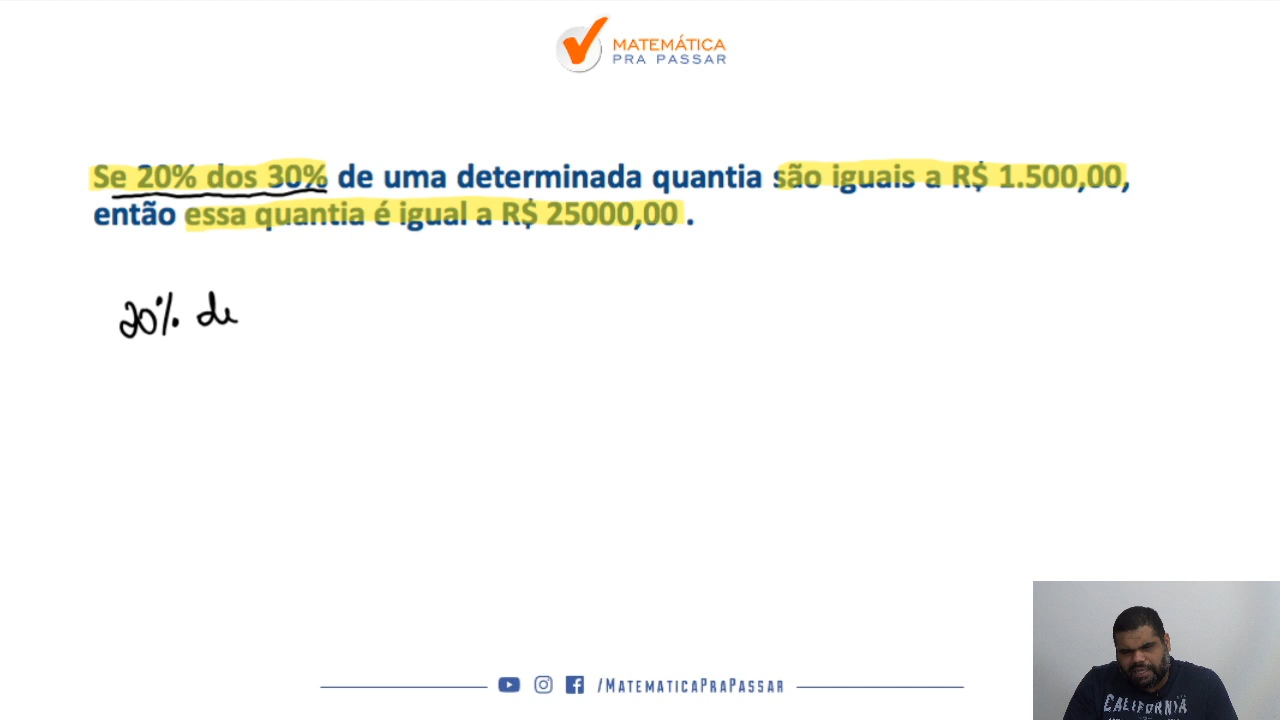 MATEMÁTICA
PRA PASSAR
Se 20% dos 30% de uma determinada quantia são iguais a R$ 1.500,00,
então essa quantia é igual a R$ 25000,00 .
20% de
/MATEMATICAPRAPASSAR
CALIFORNIA